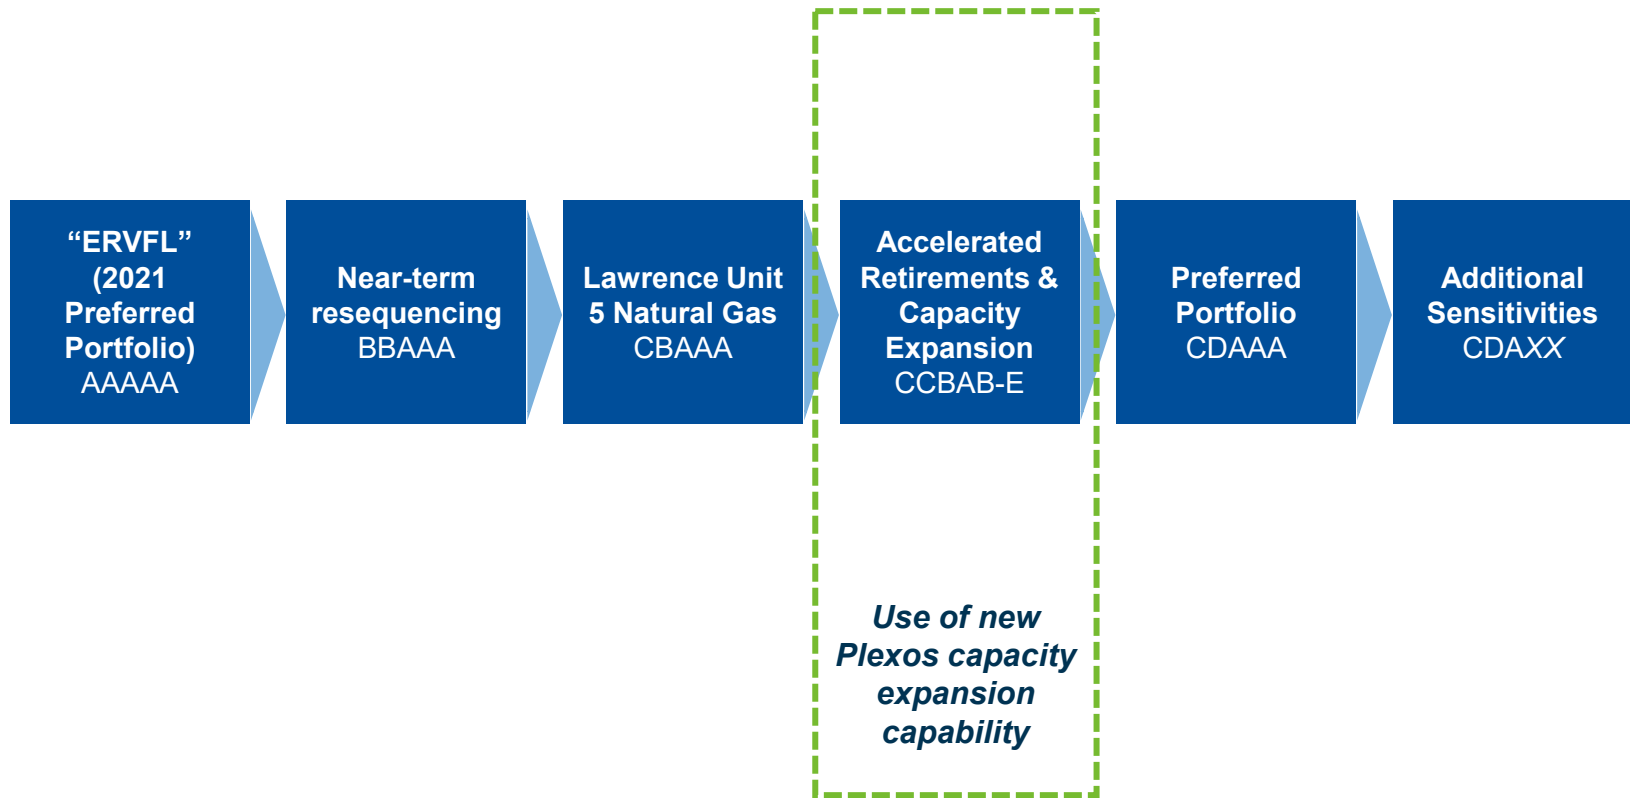 “ERVFL”
(2021
Preferred
Portfolio)
AAAAA
Near-term
resequencing
BBAAA
Lawrence Unit
5 Natural Gas
CBAAA
Accelerated
Retirements &
Capacity
Expansion
CCBAB-E
Preferred
Portfolio
CDAAA
Additional
Sensitivities
CDAXX
Use of new
Plexos capacity
expansion
capability